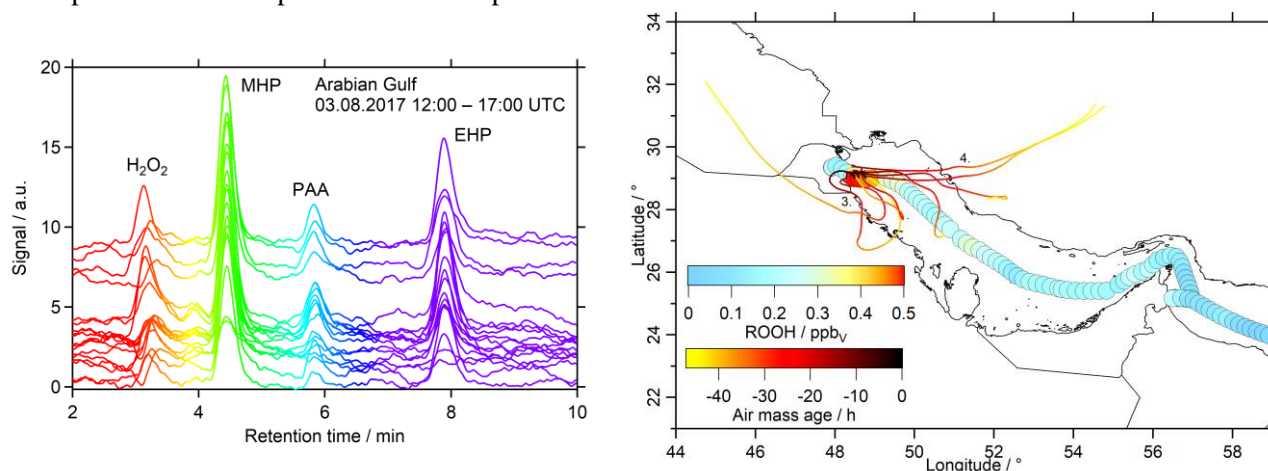 20
15
10
5
0
Signal / a.u.
MHP
Arabian Gulf
03.08.2017 12:00 – 17:00 UTC
H₂O₂
PAA
EHP
2 4 6 8 10
Retention time / min
34
32
30
28
26
24
22
Latitude / °
4.
3.
0 0.1 0.2 0.3 0.4 0.5
ROOH / ppbᵥ
-40 -30 -20 -10 0
Air mass age / h
44 46 48 50 52 54 56 58
Longitude / °